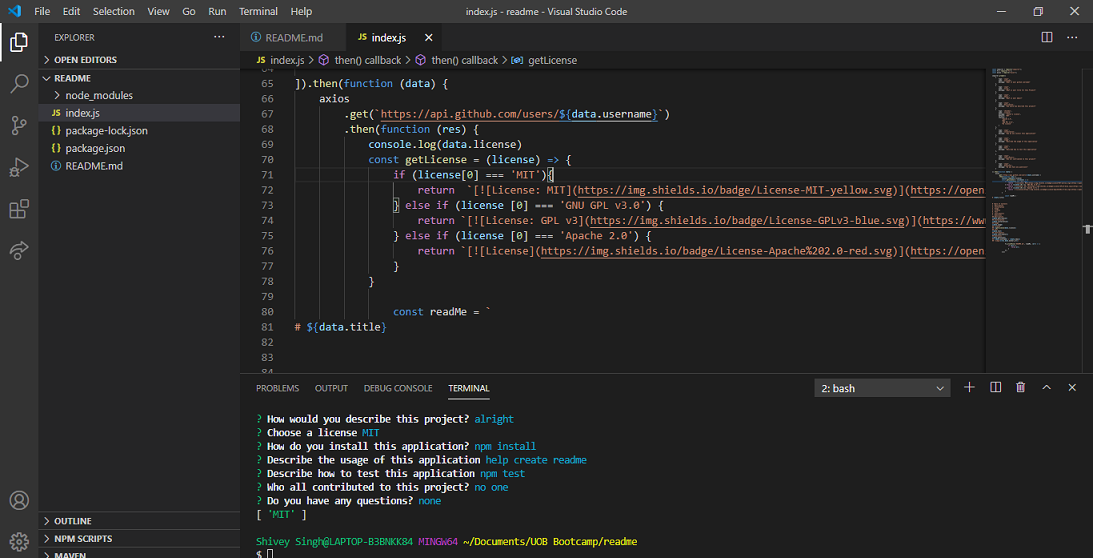 File Edit Selection View Go Run Terminal Help index.js - readme - Visual Studio Code
EXPLORER ···
OPEN EDITORS
README
node_modules
JS index.js
{} package-lock.json
{} package.json
README.md
OUTLINE
NPM SCRIPTS
MAVEN
README.md JS index.js
JS index.js > then() callback > then() callback > getLicense
64
65 ]).then(function (data) {
66 axios
67 .get(`https://api.github.com/users/${data.username}`)
68 .then(function (res) {
69 console.log(data.license)
70 const getLicense = (license) => {
71 if (license[0] === 'MIT'){
72 return `[![License: MIT](https://img.shields.io/badge/License-MIT-yellow.svg)](https://open
73 } else if (license [0] === 'GNU GPL v3.0') {
74 return `[![License: GPL v3](https://img.shields.io/badge/License-GPLv3-blue.svg)](https://ww
75 } else if (license [0] === 'Apache 2.0') {
76 return `[![License](https://img.shields.io/badge/License-Apache%202.0-red.svg)](https://open
77 }
78 }
79
80 const readMe = `
81 # ${data.title}
82
83
84
PROBLEMS OUTPUT DEBUG CONSOLE TERMINAL 2: bash
? How would you describe this project? alright
? Choose a license MIT
? How do you install this application? npm install
? Describe the usage of this application help create readme
? Describe how to test this application npm test
? Who all contributed to this project? no one
? Do you have any questions? none
[ 'MIT' ]
Shivey Singh@LAPTOP-B3BNKK84 MINGW64 ~/Documents/UOB Bootcamp/readme
$